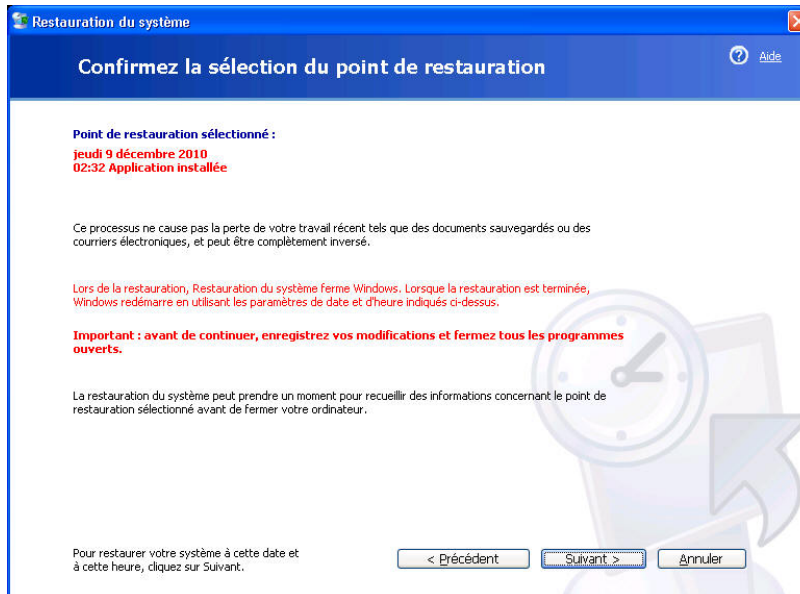 Restauration du système
Confirmez la sélection du point de restauration
Aide
Point de restauration sélectionné :
jeudi 9 décembre 2010
02:32 Application installée
Ce processus ne cause pas la perte de votre travail récent tels que des documents sauvegardés ou des
courriers électroniques, et peut être complètement inversé.
Lors de la restauration, Restauration du système ferme Windows. Lorsque la restauration est terminée,
Windows redémarre en utilisant les paramètres de date et d'heure indiqués ci-dessus.
Important : avant de continuer, enregistrez vos modifications et fermez tous les programmes
ouverts.
La restauration du système peut prendre un moment pour recueillir des informations concernant le point de
restauration sélectionné avant de fermer votre ordinateur.
Pour restaurer votre système à cette date et
à cette heure, cliquez sur Suivant.
< Précédent
Suivant >
Annuler